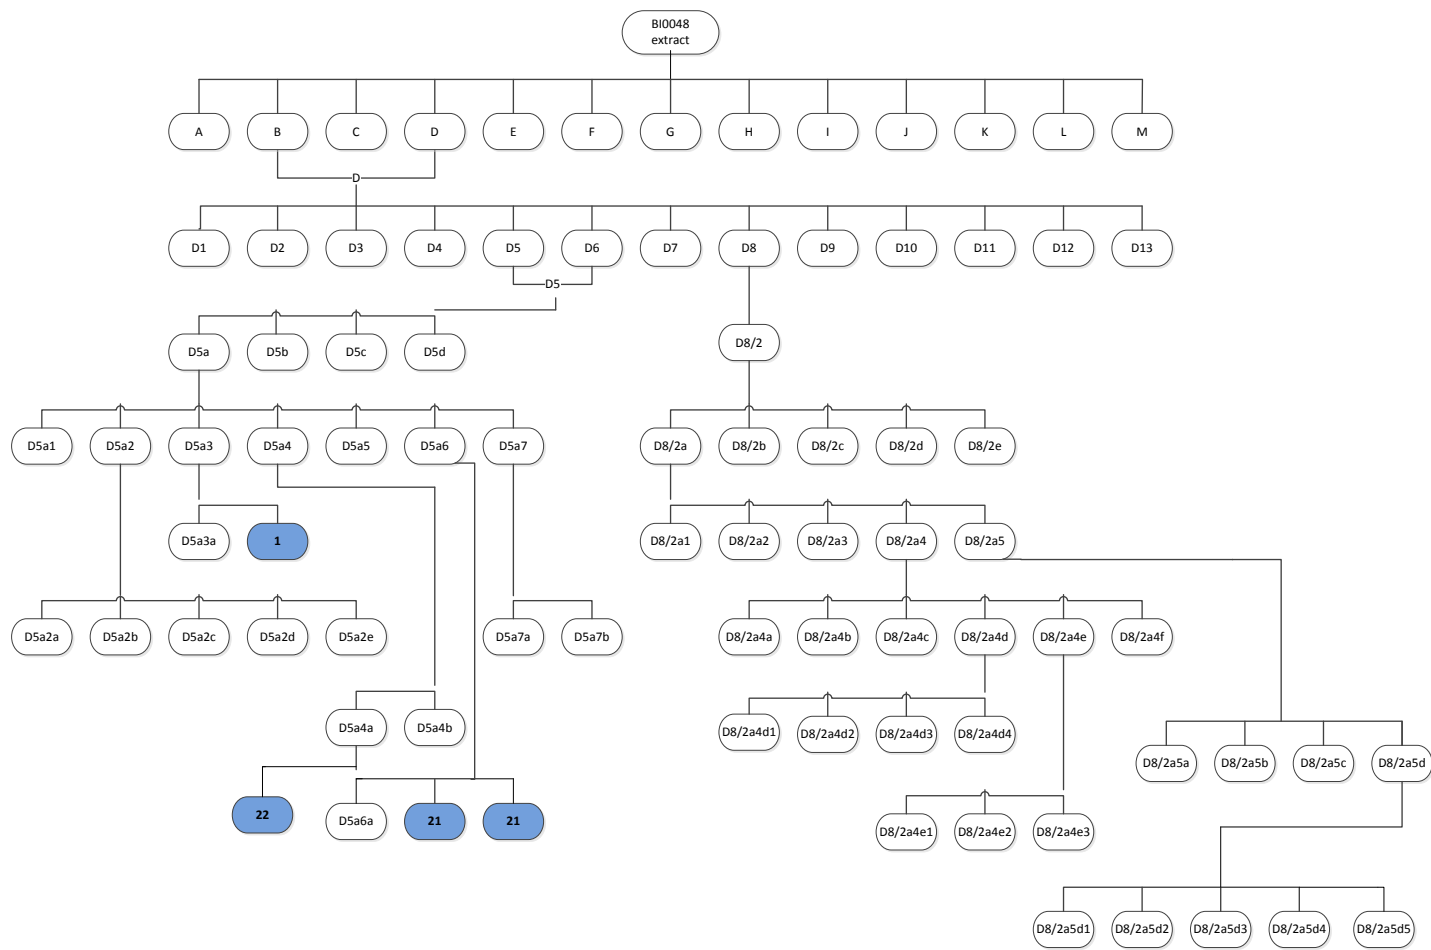 BI0048
extract
A B C D E F G H I J K L M
D
D1 D2 D3 D4 D5 D6 D7 D8 D9 D10 D11 D12 D13
D5
D5a D5b D5c D5d D8/2
D5a1 D5a2 D5a3 D5a4 D5a5 D5a6 D5a7 D8/2a D8/2b D8/2c D8/2d D8/2e
D5a3a 1 D8/2a1 D8/2a2 D8/2a3 D8/2a4 D8/2a5
D5a2a D5a2b D5a2c D5a2d D5a2e D5a7a D5a7b D8/2a4a D8/2a4b D8/2a4c D8/2a4d D8/2a4e D8/2a4f
D5a4a D5a4b D8/2a4d1 D8/2a4d2 D8/2a4d3 D8/2a4d4
D8/2a5a D8/2a5b D8/2a5c D8/2a5d
22 D5a6a 21 21 D8/2a4e1 D8/2a4e2 D8/2a4e3
D8/2a5d1 D8/2a5d2 D8/2a5d3 D8/2a5d4 D8/2a5d5